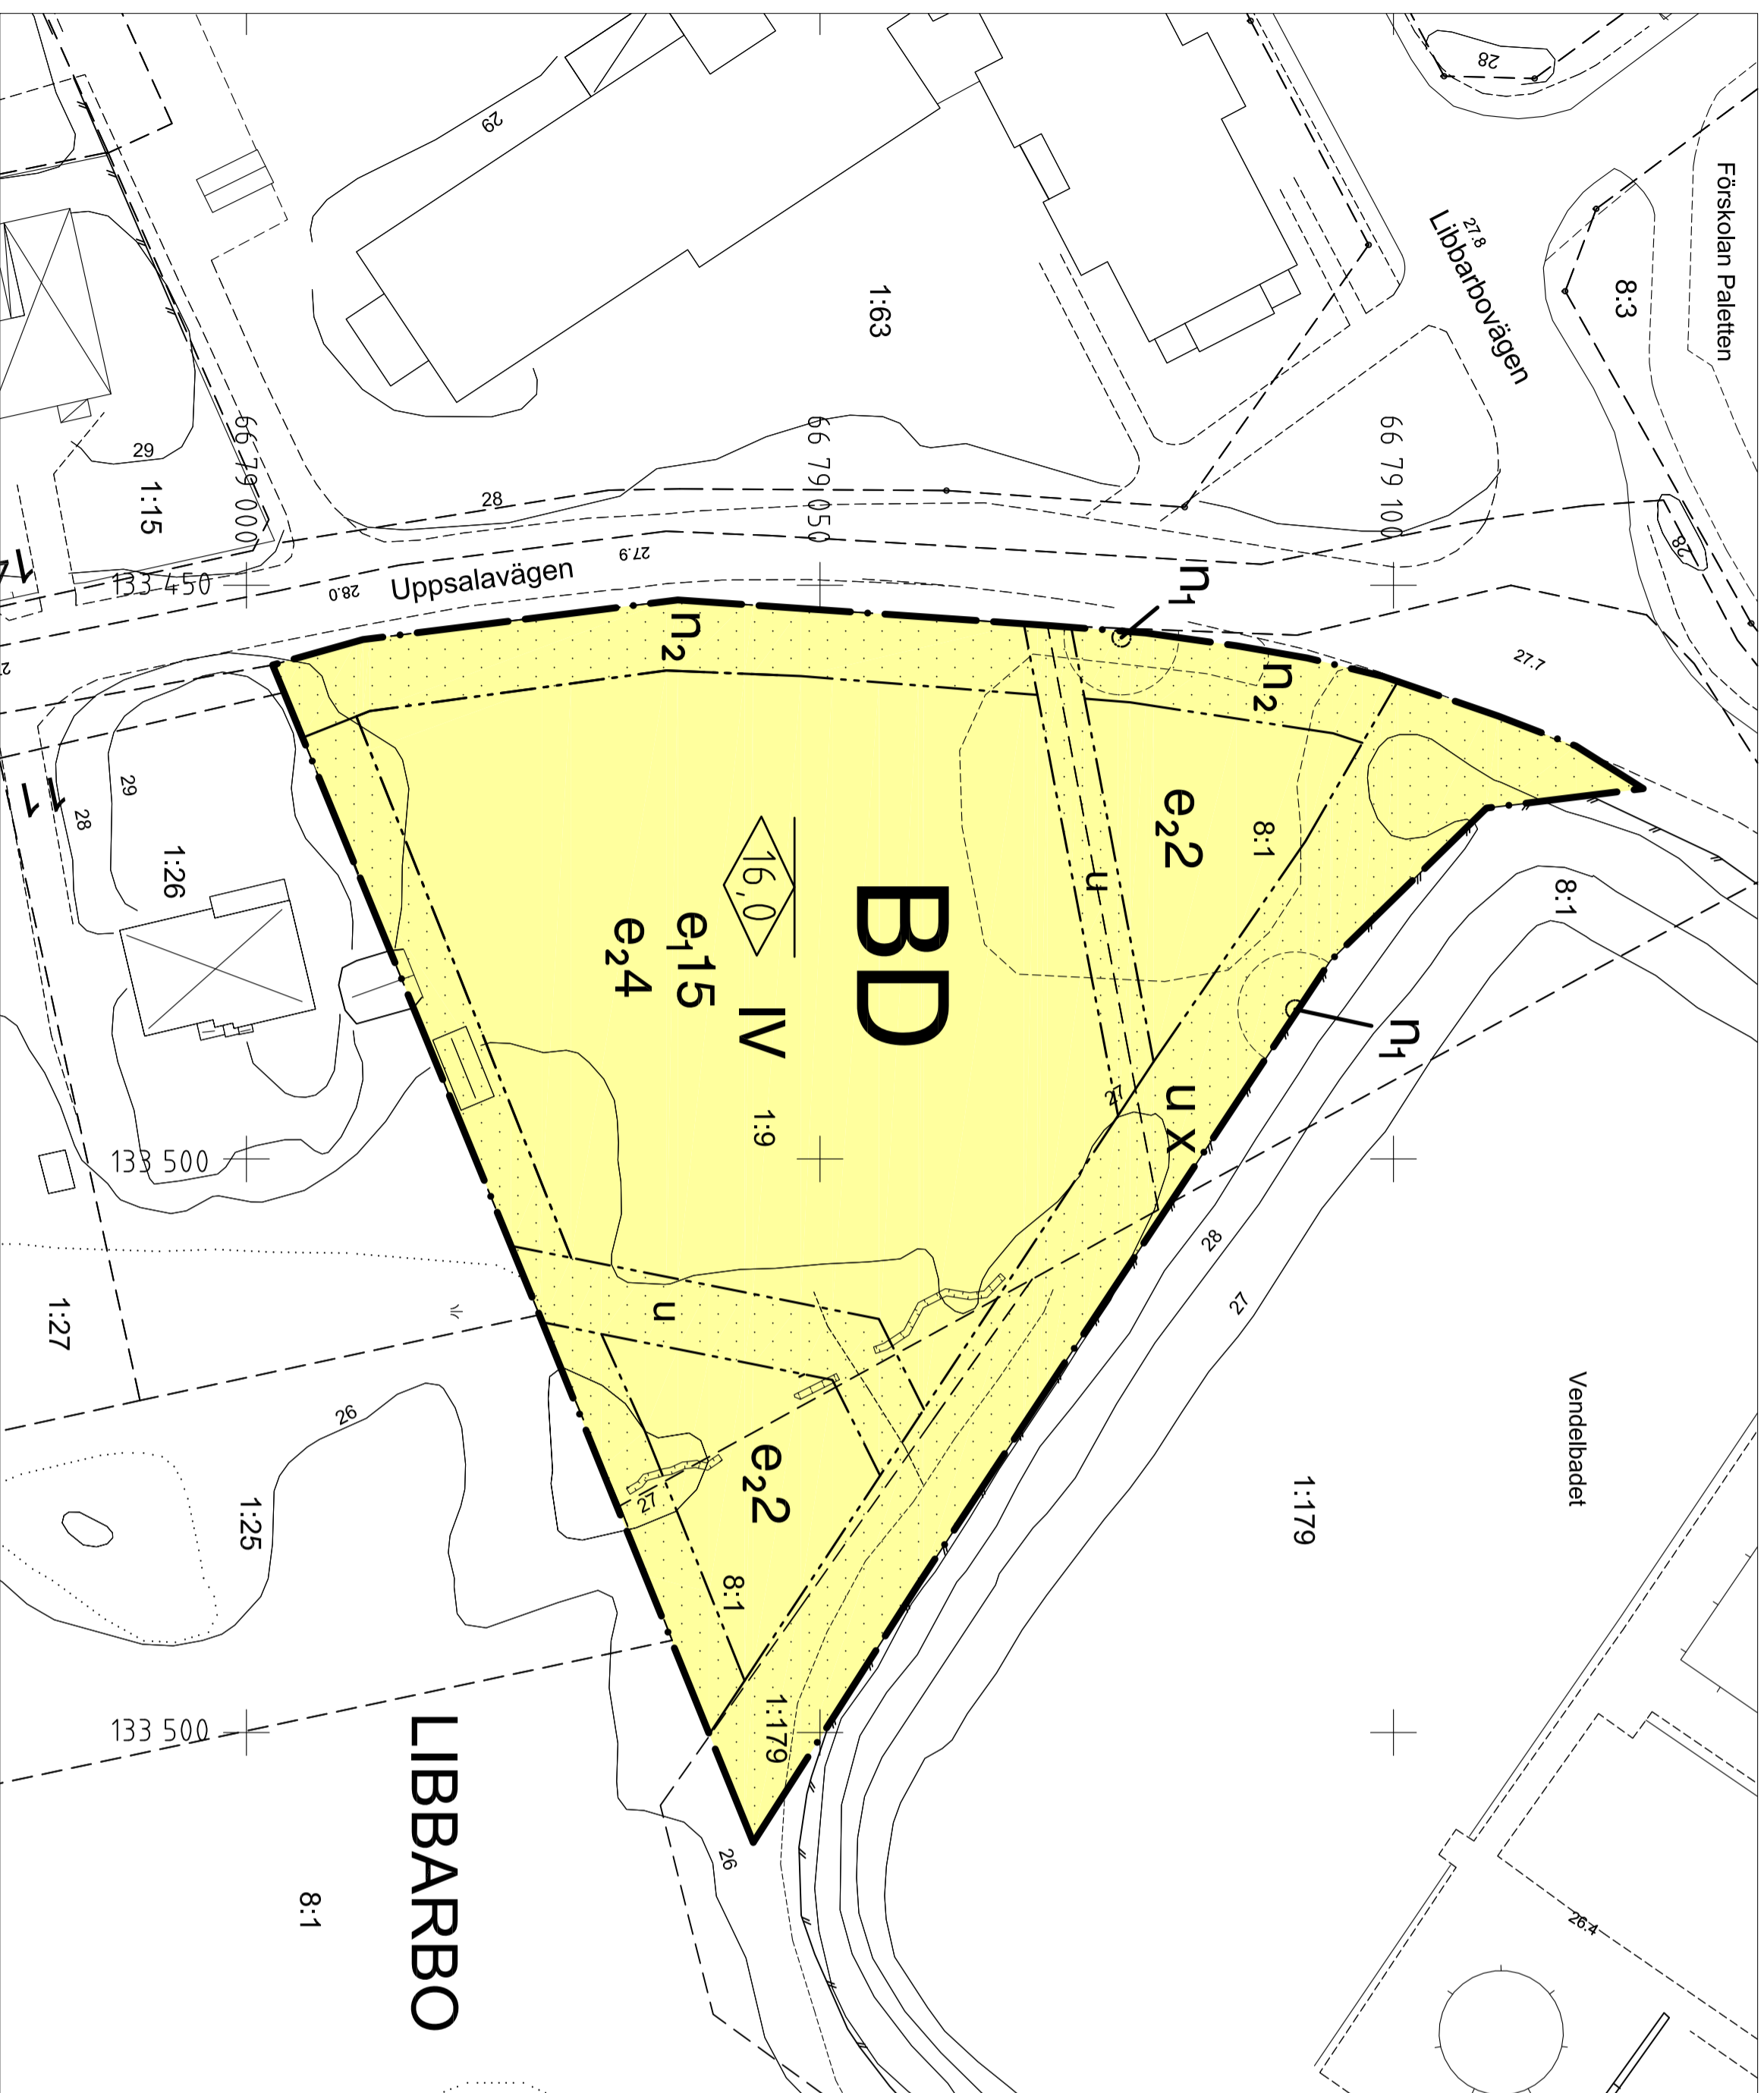 Förskolan Paletten
8:3
27.8
Libbarbovägen
28
28
27.7
29
1:63
66 79 000
66 79 050
66 79 100
29
1:15
28
27.9
28.0
Uppsalavägen
133 450
n1
n2
n2
e22
8:1
8:1
u
BD
16,0
e115
e24
IV
1:9
n1
u x
27
29
28
1:26
133 500
28
27
u
1:27
26
1:25
Vendelbadet
1:179
e22
27
8:1
1:179
133 500
LIBBARBO
26
8:1
26.4